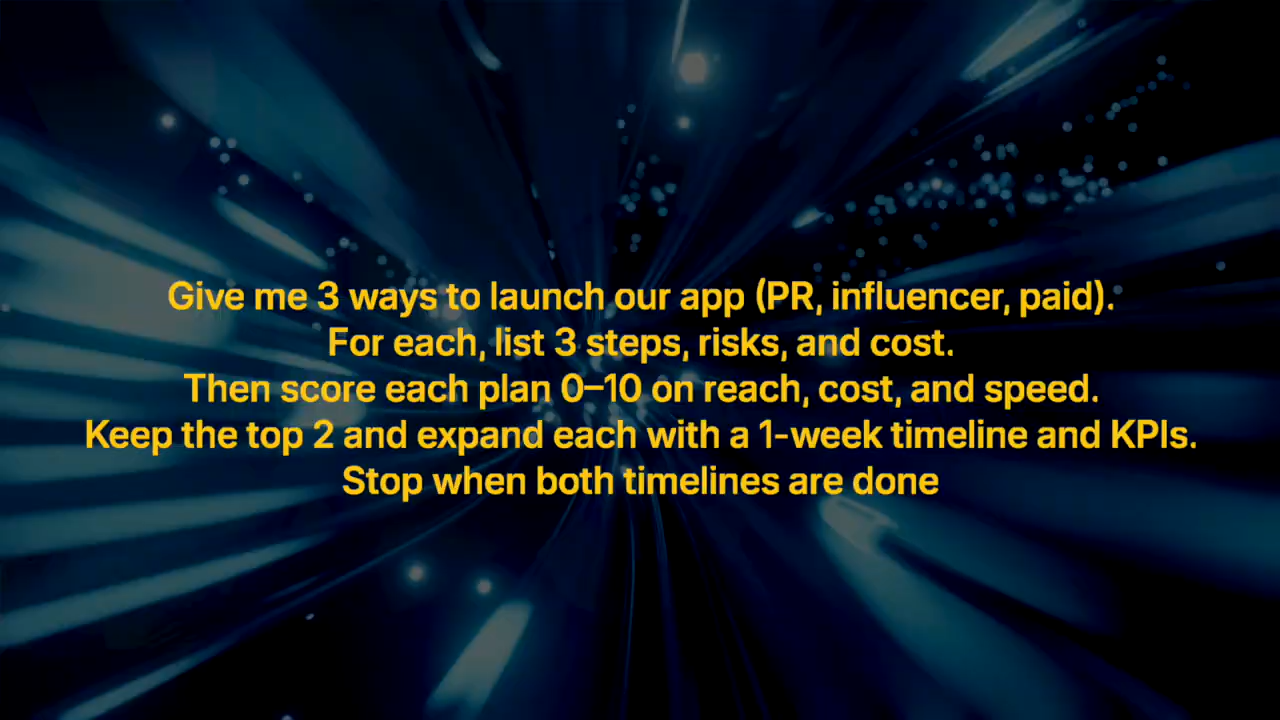 Give me 3 ways to launch our app (PR, influencer, paid).
For each, list 3 steps, risks, and cost.
Then score each plan 0–10 on reach, cost, and speed.
Keep the top 2 and expand each with a 1-week timeline and KPIs.
Stop when both timelines are done